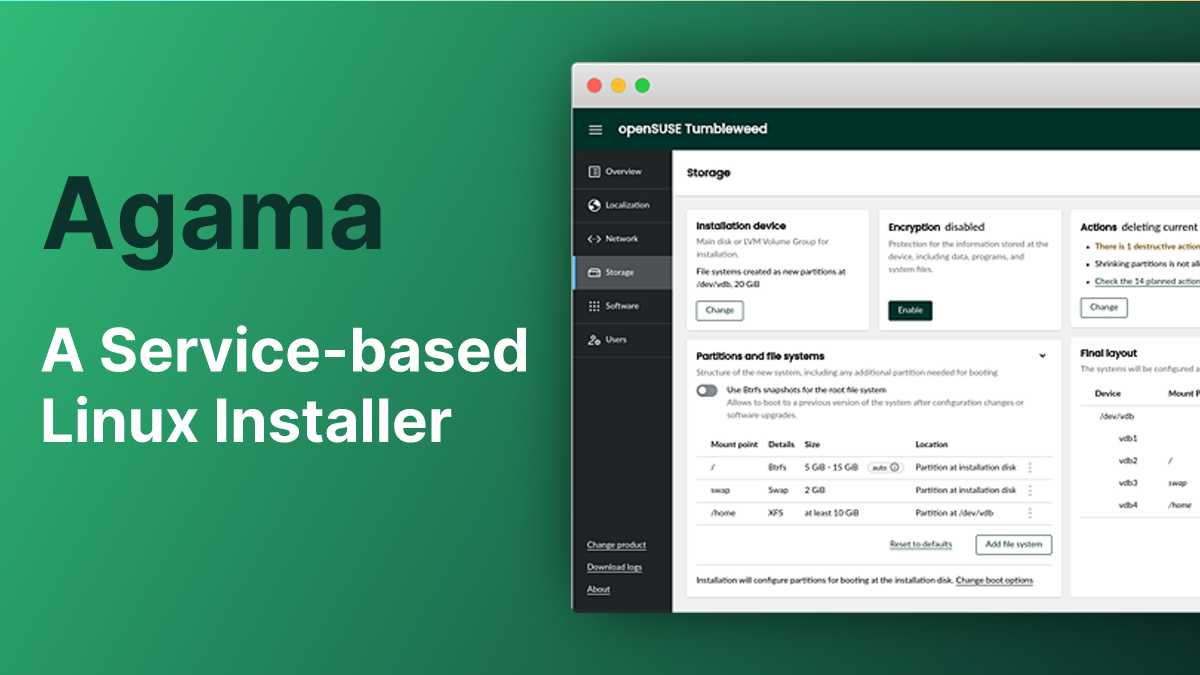 Agama
A Service-based
Linux Installer
openSUSE Tumbleweed
Overview
Localization
Network
Storage
Software
Users
Change product
Download logs
About
Storage
Installation device
Main disk or LVM Volume Group for
installation.
File systems created as new partitions at
/dev/vdb, 20 GiB
Change
Encryption disabled
Protection for the information stored at the
device, including data, programs, and
system files.
Enable
Actions deleting current
There is 1 destructive action
Shrinking partitions is not
Check the 14 planned action
Change
Partitions and file systems
Structure of the new system, including any additional partition needed for booting
Use Btrfs snapshots for the root file system
Allows to boot to a previous version of the system after configuration changes or
software upgrades.
Mount point Details Size Location
/ Btrfs 5 GiB - 15 GiB auto Partition at installation disk
swap Swap 2 GiB Partition at installation disk
/home XFS at least 10 GiB Partition at /dev/vdb
Reset to defaults Add file system
Installation will configure partitions for booting at the installation disk. Change boot options
Final layout
The systems will be configured
Device Mount
/dev/vdb
vdb1
vdb2 /
vdb3 swap
vdb4 /home